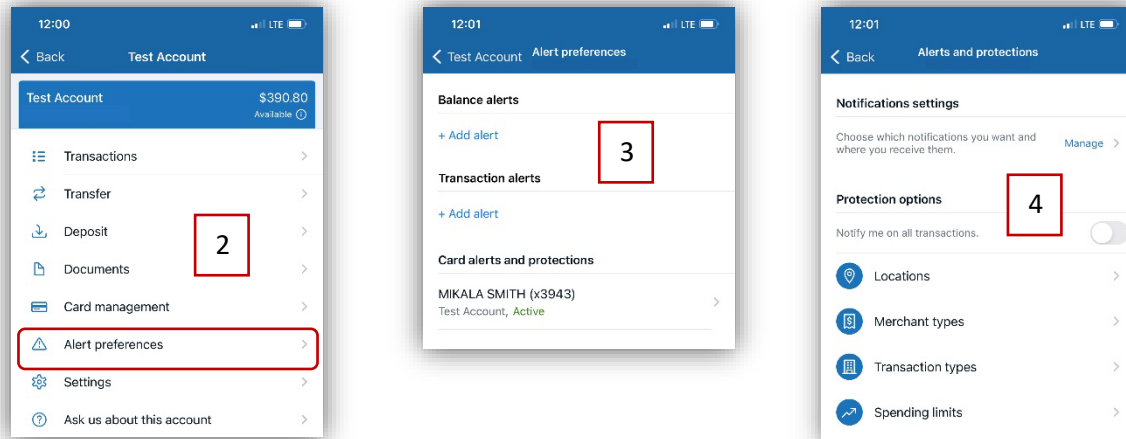 12:00
LTE
Back
Test Account
Test Account
$390.80
Available
Transactions
Transfer
Deposit
2
Documents
Card management
Alert preferences
Settings
Ask us about this account
12:01
LTE
Test Account
Alert preferences
Balance alerts
+ Add alert
3
Transaction alerts
+ Add alert
Card alerts and protections
MIKALA SMITH (x3943)
Test Account, Active
12:01
LTE
Back
Alerts and protections
Notifications settings
Choose which notifications you want and
where you receive them.
Manage
Protection options
4
Notify me on all transactions.
Locations
Merchant types
Transaction types
Spending limits